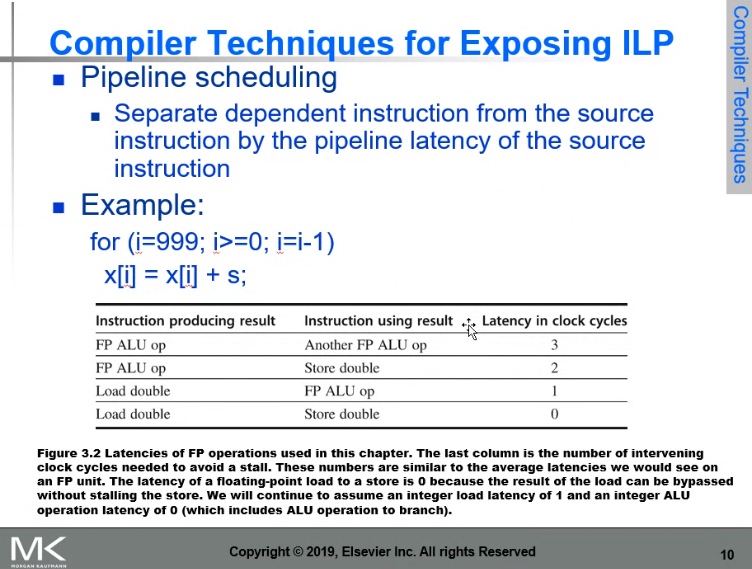 Compiler Techniques for Exposing ILP
Compiler Techniques
Pipeline scheduling
Separate dependent instruction from the source
instruction by the pipeline latency of the source
instruction
Example:
for (i=999; i>=0; i=i-1)
x[i] = x[i] + s;
Instruction producing result Instruction using result Latency in clock cycles
FP ALU op Another FP ALU op 3
FP ALU op Store double 2
Load double FP ALU op 1
Load double Store double 0
Figure 3.2 Latencies of FP operations used in this chapter. The last column is the number of intervening
clock cycles needed to avoid a stall. These numbers are similar to the average latencies we would see on
an FP unit. The latency of a floating-point load to a store is 0 because the result of the load can be bypassed
without stalling the store. We will continue to assume an integer load latency of 1 and an integer ALU
operation latency of 0 (which includes ALU operation to branch).
MK
MORGAN KAUFMANN
Copyright © 2019, Elsevier Inc. All rights Reserved
10